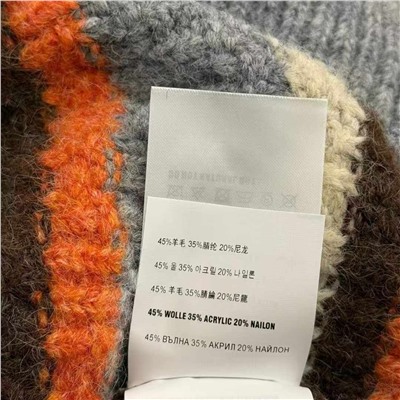 45%羊毛 35%腈纶 20%尼龙
45% 울 35% 아크릴 20% 나일론
45% 羊毛 35%腈綸 20%尼龍
45% WOLLE 35% ACRYLIC 20% NAILON
45% ВЪЛНА 35% АКРИЛ 20% НАЙЛОН